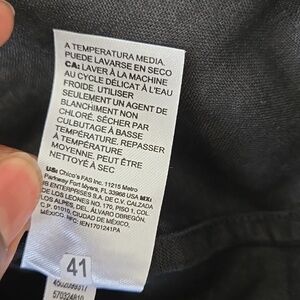 A TEMPERATURA MEDIA.
PUEDE LAVARSE EN SECO
CA: LAVER À LA MACHINE
AU CYCLE DÉLICAT À L'EAU
FROIDE. UTILISER
SEULEMENT UN AGENT DE
BLANCHIMENT NON
CHLORÉ. SÉCHER PAR
CULBUTAGE À BASSE
TEMPÉRATURE. REPASSER
À TEMPÉRATURE
MOYENNE. PEUT ÊTRE
NETTOYÉ À SEC
US: Chico's FAS Inc. 11215 Metro
Parkway Fort Myers, FL 33966 USA MX:
IB ENTERPRISES S.A. DE C.V. CALZADA
DE LOS LEONES NO. 170, PISO 1, COL.
LOS ALPES, DEL. ÁLVARO OBREGÓN,
C.P. 01010, CIUDAD DE MÉXICO,
MÉXICO. RFC: IEN1701241PA
41
570324810